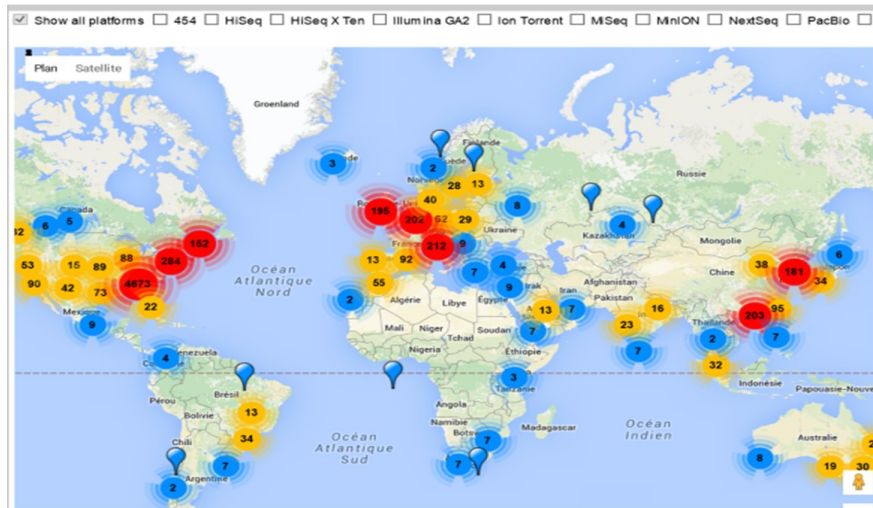 Show all platforms 454 HiSeq HiSeq X Ten Illumina GA2 Ion Torrent MiSeq MinION NextSeq PacBio
Plan Satellite
Groenland
Finlande
3
2
Russie
28 13
40
195
8
202 62 29
Canada
6 5
Ukraine
152
4
Kazakhstan
212 9
Mongolie
6
88
284
53 15 89
13 92
7 4
38
181
Océan
Atlantique
Nord
Chine
34
90 42 73 4673
55
9
Irak
Iran
Afghanistan
Pakistan
Algérie
Libye
Égypte
22
2
13 7
16
203 95
Mexique
9
Mali Niger
Tchad
Soudan
7
23
Thaïlande
2
7
Nigeria
Éthiopie
7
4
Venezuela
32
3
Tanzanie
Indonésie
Papouasie-Nouv
Brésil
Pérou
13
Angola
Bolivie
Namibie
Madagascar
Océan
Indien
Océan
Atlantique
Sud
34
Chili
7
Australie
7
7
8
19 30
Argentine
2